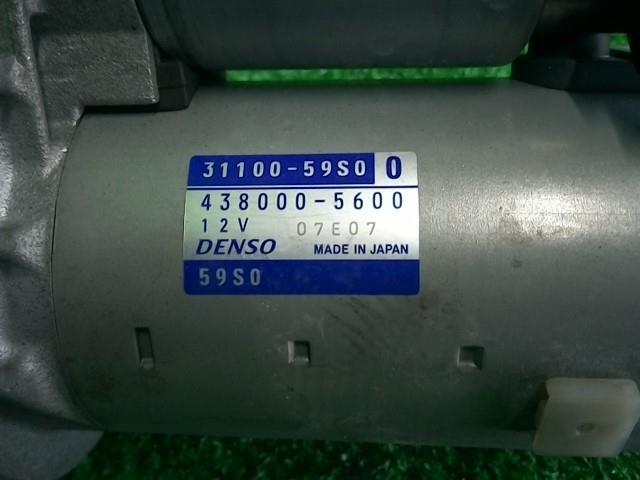 31100-59S0 0
438000-5600
12V 07E07
DENSO MADE IN JAPAN
59S0